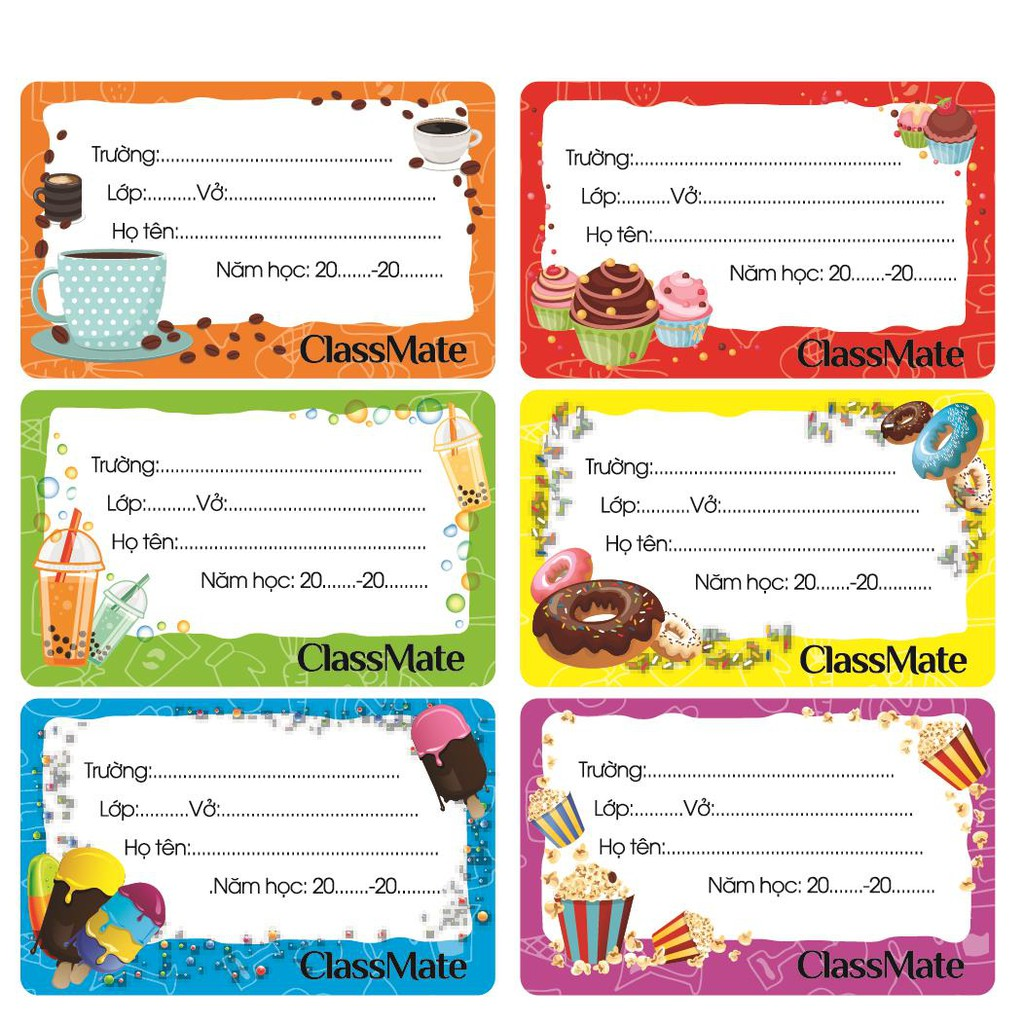 Trường:..........................................
Lớp:..........Vở:..........................................
Họ tên:..........................................
Năm học: 20.......-20.........
ClassMate
Trường:..........................................
Lớp:..........Vở:..........................................
Họ tên:..........................................
Năm học: 20.......-20.........
ClassMate
Trường:..........................................
Lớp:..........Vở:..........................................
Họ tên:..........................................
Năm học: 20.......-20.........
ClassMate
Trường:..........................................
Lớp:..........Vở:..........................................
Họ tên:..........................................
Năm học: 20.......-20..........
ClassMate
Trường:..........................................
Lớp:..........Vở:..........................................
Họ tên:..........................................
.Năm học: 20.......-20.........
ClassMate
Trường:..........................................
Lớp:..........Vở:..........................................
Họ tên:..........................................
Năm học: 20.......-20.........
ClassMate